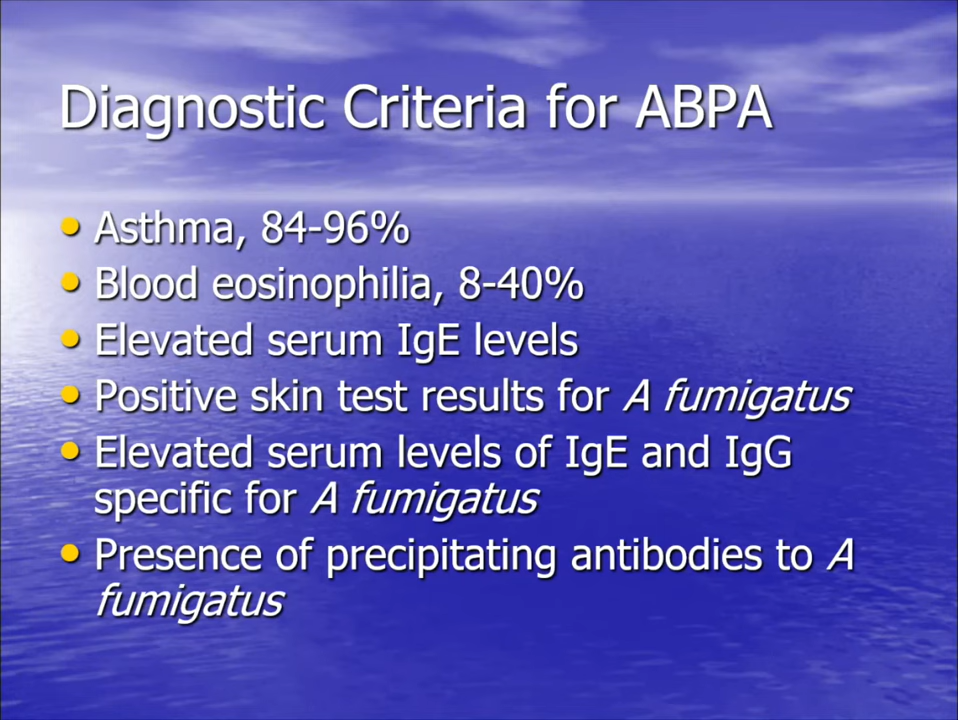 Diagnostic Criteria for ABPA
• Asthma, 84-96%
• Blood eosinophilia, 8-40%
• Elevated serum IgE levels
• Positive skin test results for A fumigatus
• Elevated serum levels of IgE and IgG
specific for A fumigatus
• Presence of precipitating antibodies to A
fumigatus